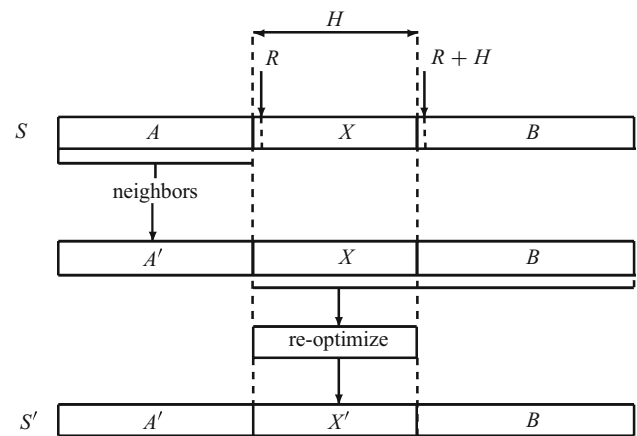 H
R R + H
S A X B
neighbors
A′ X B
re-optimize
S′ A′ X′ B